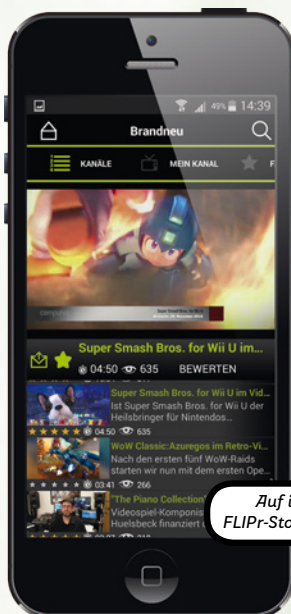 49% 14:39
Brandneu
KANÄLE MEIN KANAL F
Super Smash Bros. for Wii U im...
04:50 635 BEWERTEN
Super Smash Bros. for Wii U im Vid...
Ist Super Smash Bros. for Wii U der
Heilsbringer für Nintendos...
04:50 635
WoW Classic: Azuregos im Retro-Vi...
Nach den ersten fünf WoW-Raids
starten wir nun mit dem ersten Ope...
03:41 266
"The Piano Collection"
Videospiel-Komponis
Huelsbeck finanziert
Auf i
FLIPr-Sto